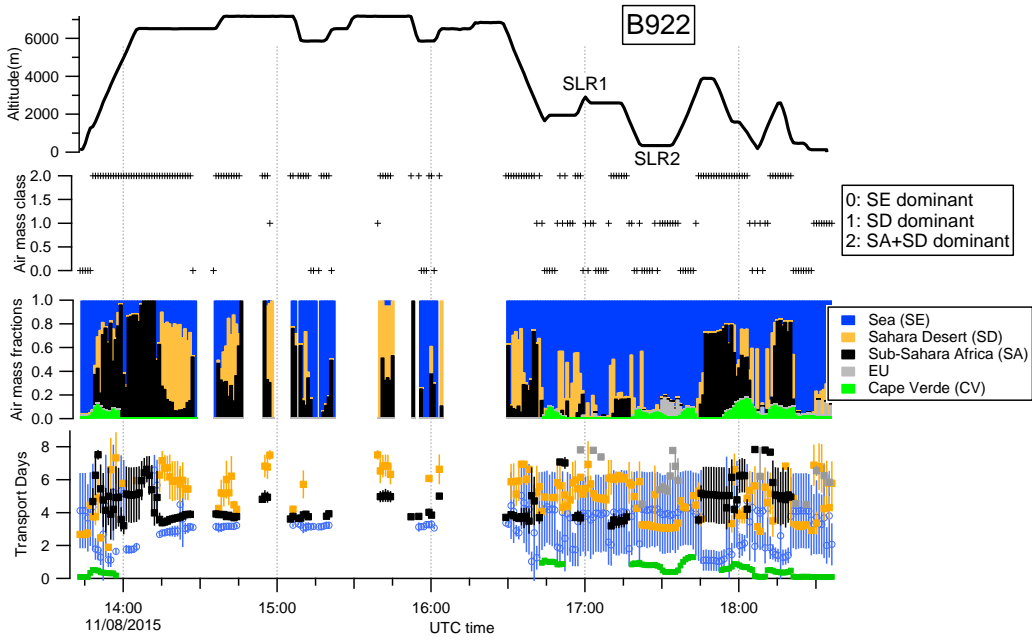 B922
Altitude(m)
6000
4000
2000
0
SLR1
SLR2
Air mass class
2.0
1.5
1.0
0.5
0.0
0: SE dominant
1: SD dominant
2: SA+SD dominant
Air mass fractions
1.0
0.8
0.6
0.4
0.2
0.0
Sea (SE)
Sahara Desert (SD)
Sub-Sahara Africa (SA)
EU
Cape Verde (CV)
Transport Days
8
6
4
2
0
14:00
15:00
16:00
17:00
18:00
11/08/2015
UTC time